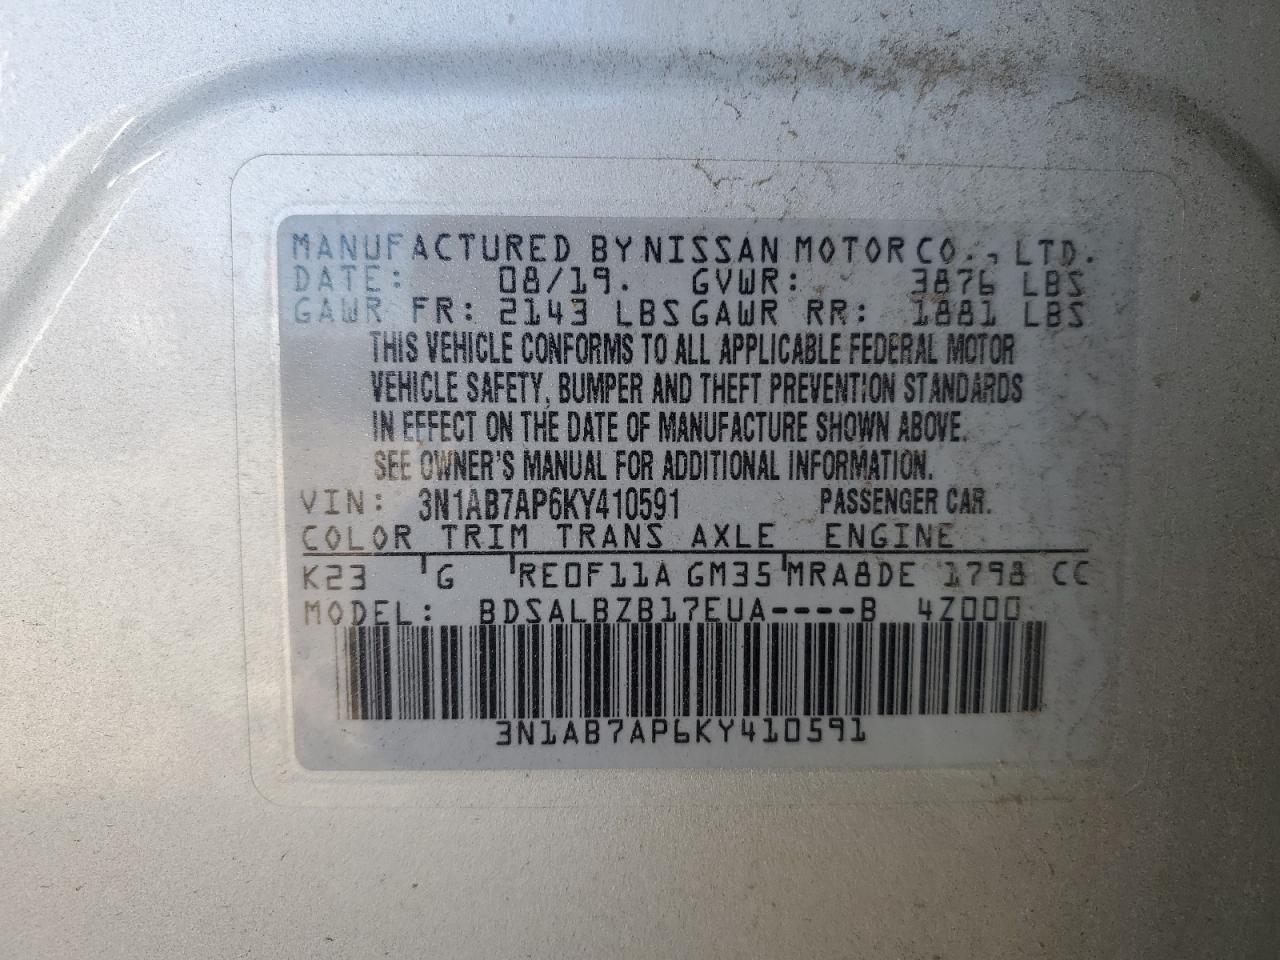 MANUFACTURED BY NISSAN MOTOR CO., LTD.
DATE: 08/19. GVWR: 3876 LBS
GAWR FR: 2143 LBS GAWR RR: 1881 LBS
THIS VEHICLE CONFORMS TO ALL APPLICABLE FEDERAL MOTOR
VEHICLE SAFETY, BUMPER AND THEFT PREVENTION STANDARDS
IN EFFECT ON THE DATE OF MANUFACTURE SHOWN ABOVE.
SEE OWNER'S MANUAL FOR ADDITIONAL INFORMATION.
VIN: 3N1AB7AP6KY410591 PASSENGER CAR.
COLOR TRIM TRANS AXLE ENGINE
K23 G RE0F11A GM35 MRA8DE 1798 CC
MODEL: BDSALBZB17EUA----B 4Z000
3N1AB7AP6KY410591